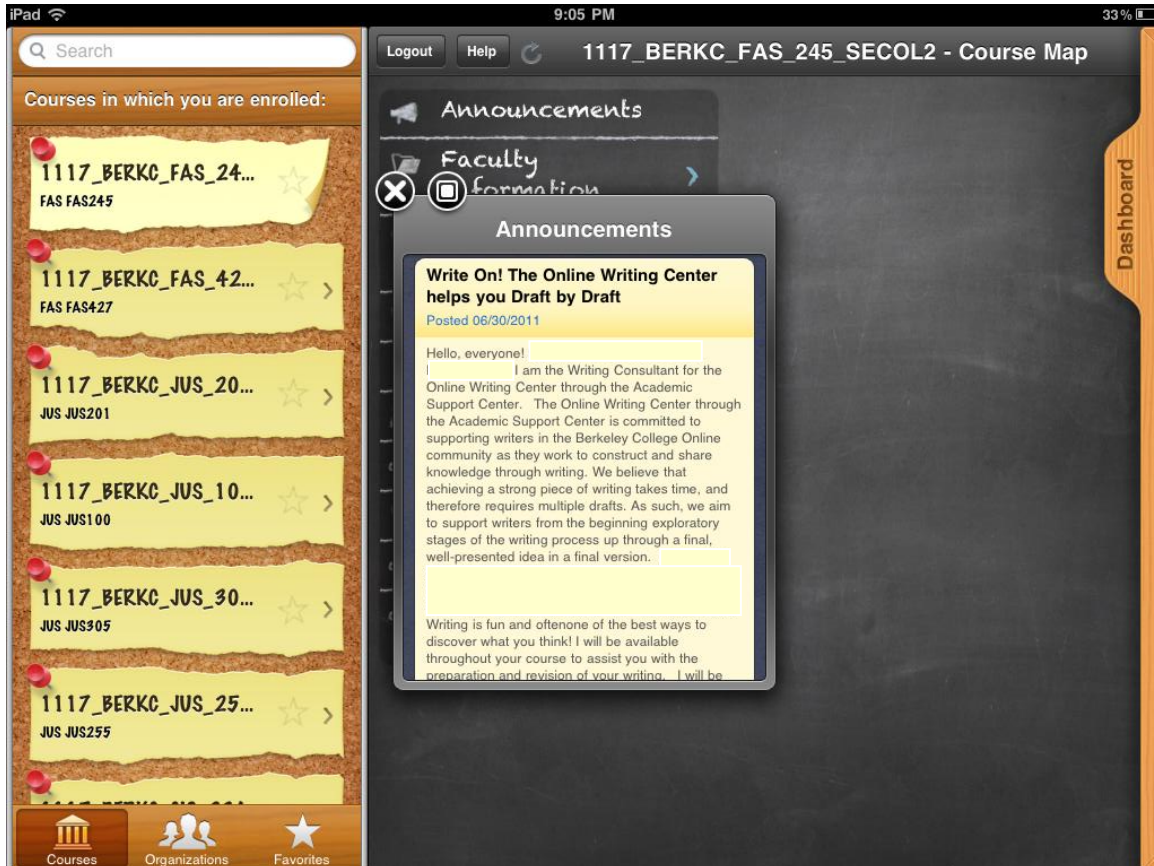 iPad
9:05 PM
33%
Search
Courses in which you are enrolled:
1117_BERKC_FAS_24...
FAS FAS245
1117_BERKC_FAS_42...
FAS FAS427
1117_BERKC_JUS_20...
JUS JUS201
1117_BERKC_JUS_10...
JUS JUS100
1117_BERKC_JUS_30...
JUS JUS305
1117_BERKC_JUS_25...
JUS JUS255
Courses
Organizations
Favorites
Logout
Help
1117_BERKC_FAS_245_SECOL2 - Course Map
Announcements
Faculty
Dashboard
Announcements
Write On! The Online Writing Center
helps you Draft by Draft
Posted 06/30/2011
Hello, everyone!
I am the Writing Consultant for the
Online Writing Center through the Academic
Support Center. The Online Writing Center through
the Academic Support Center is committed to
supporting writers in the Berkeley College Online
community as they work to construct and share
knowledge through writing. We believe that
achieving a strong piece of writing takes time, and
therefore requires multiple drafts. As such, we aim
to support writers from the beginning exploratory
stages of the writing process up through a final,
well-presented idea in a final version.
Writing is fun and oftenone of the best ways to
discover what you think! I will be available
throughout your course to assist you with the
preparation and revision of your writing. I will be